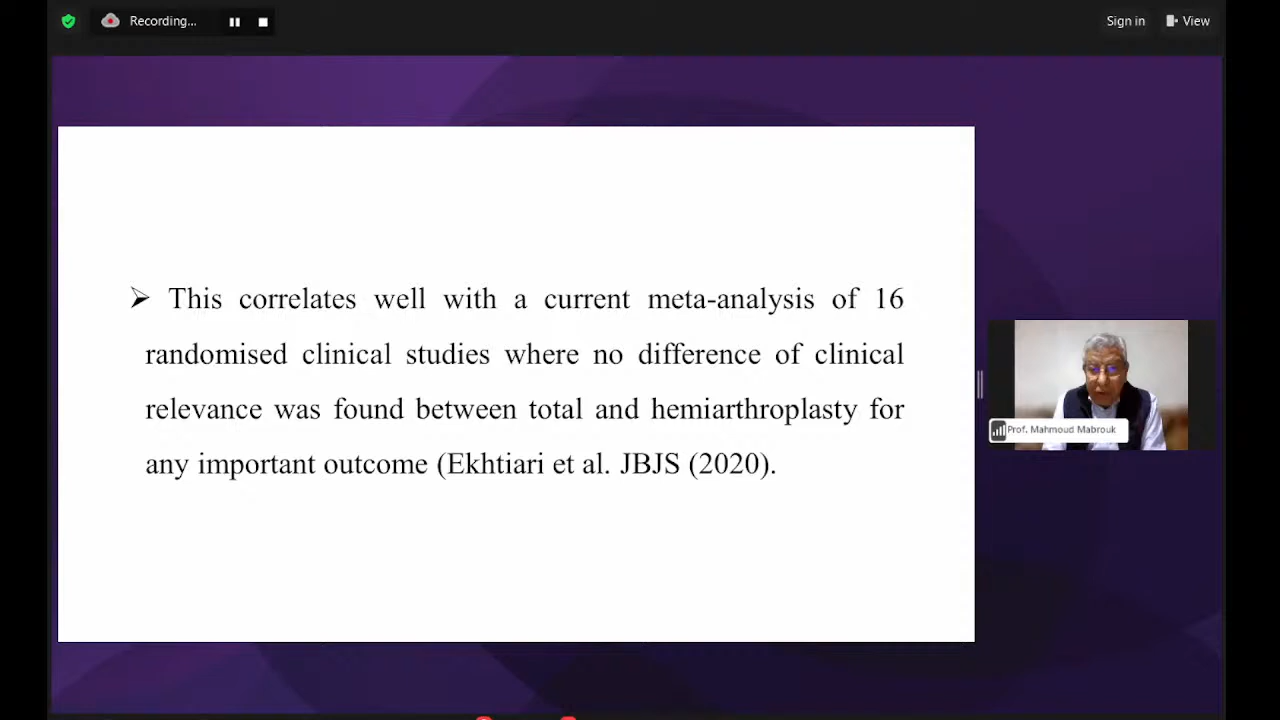 Recording...
Sign in
View
➢ This correlates well with a current meta-analysis of 16
randomised clinical studies where no difference of clinical
relevance was found between total and hemiarthroplasty for
any important outcome (Ekhtiari et al. JBJS (2020).
Prof. Mahmoud Mabrouk